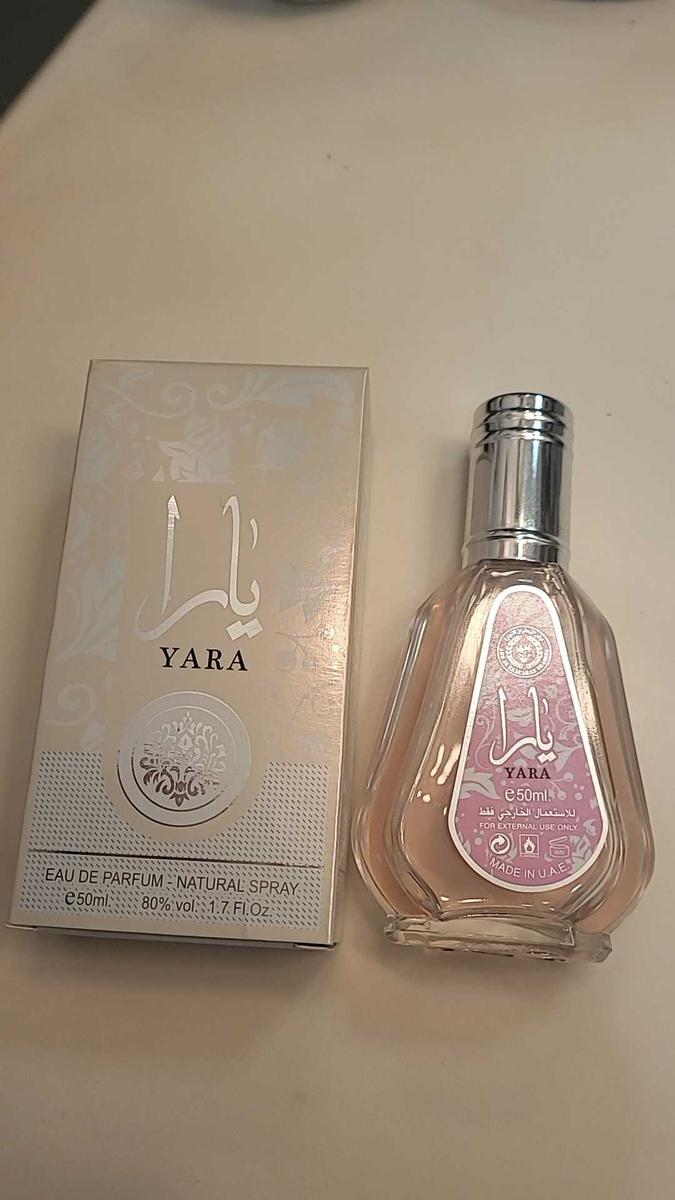 يارا
YARA
EAU DE PARFUM - NATURAL SPRAY
℮50ml. 80% vol. 1.7 Fl.Oz.
يارا
YARA
℮50ml.
للاستعمال الخارجي فقط
FOR EXTERNAL USE ONLY
MADE IN U.A.E.